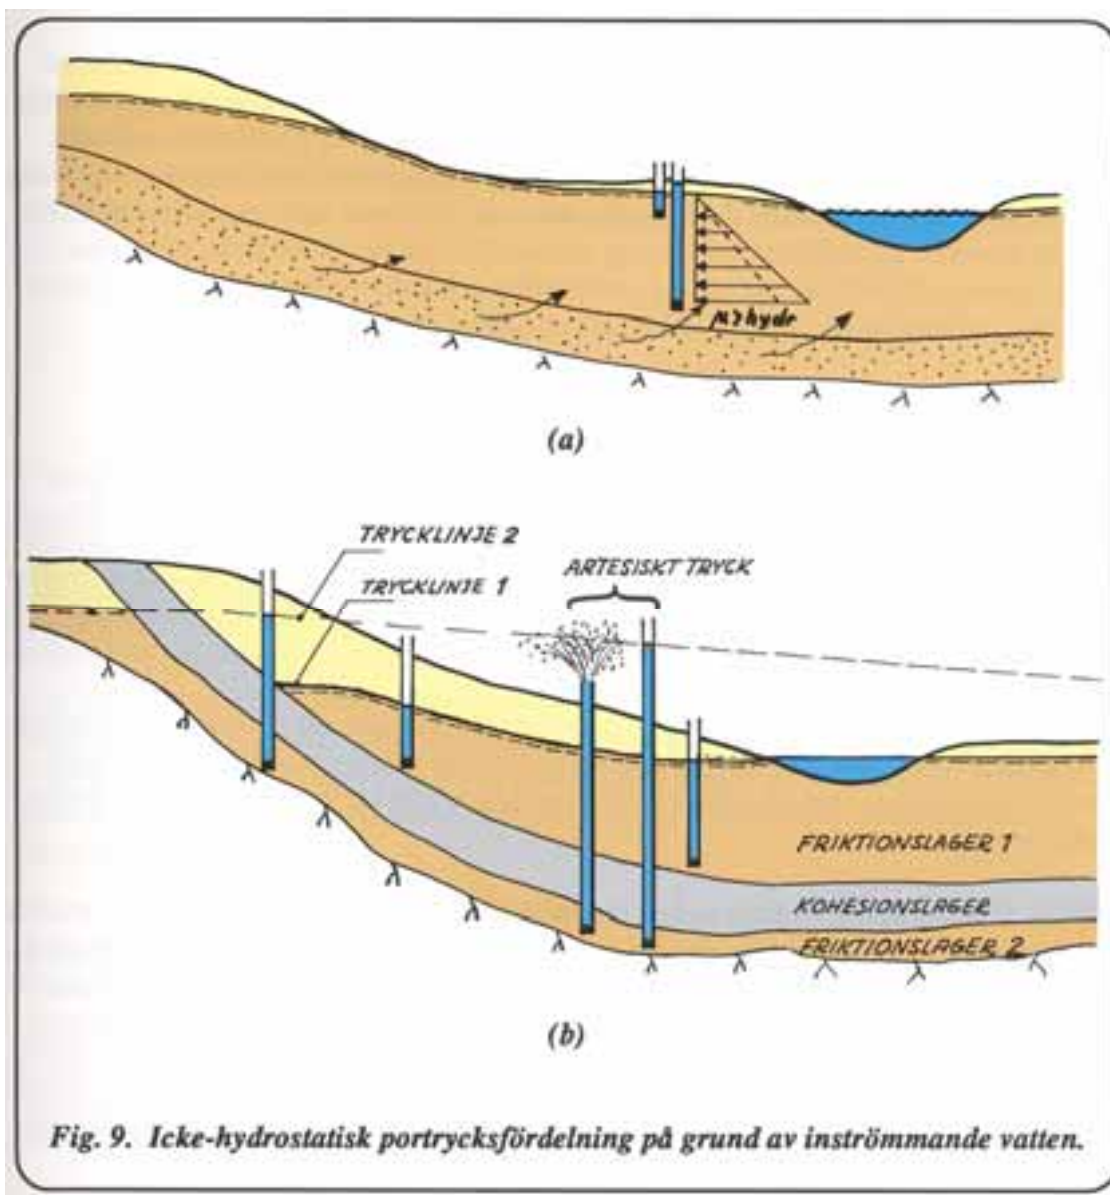 μ > hydr
(a)
TRYCKLINJE 2
ARTESISKT TRYCK
TRYCKLINJE 1
FRIKTIONSLAGER 1
KOHESIONSLAGER
FRIKTIONSLAGER 2
(b)
Fig. 9. Icke-hydrostatisk portrycksfördelning på grund av inströmmande vatten.